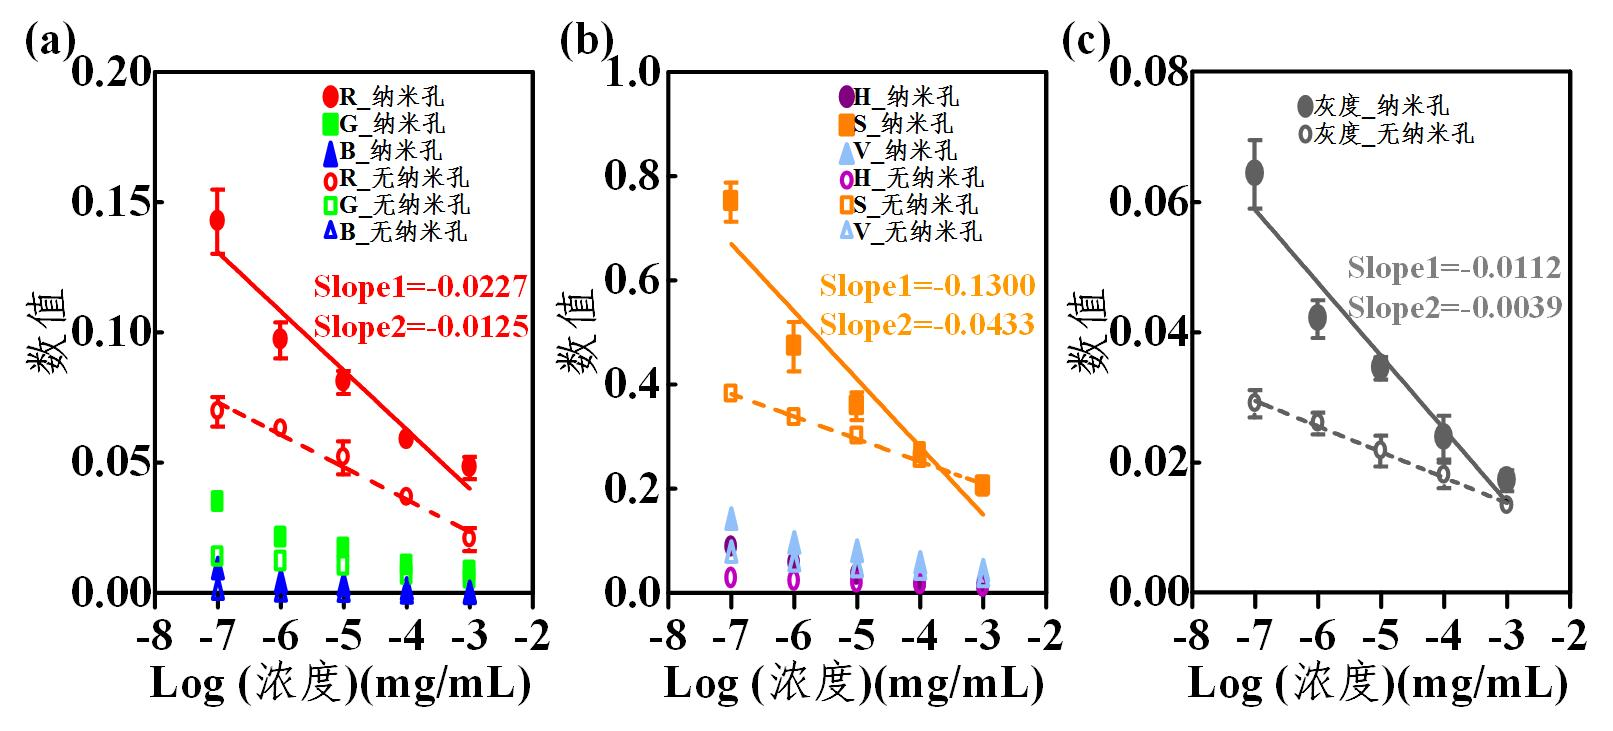 (a)
数值
0.20
0.15
0.10
0.05
0.00
R_纳米孔
G_纳米孔
B_纳米孔
R_无纳米孔
G_无纳米孔
B_无纳米孔
Slope1=-0.0227
Slope2=-0.0125
-8 -7 -6 -5 -4 -3 -2
Log (浓度)(mg/mL)
(b)
数值
1.0
0.8
0.6
0.4
0.2
0.0
H_纳米孔
S_纳米孔
V_纳米孔
H_无纳米孔
S_无纳米孔
V_无纳米孔
Slope1=-0.1300
Slope2=-0.0433
-8 -7 -6 -5 -4 -3 -2
Log (浓度)(mg/mL)
(c)
数值
0.08
0.06
0.04
0.02
0.00
灰度_纳米孔
灰度_无纳米孔
Slope1=-0.0112
Slope2=-0.0039
-8 -7 -6 -5 -4 -3 -2
Log (浓度)(mg/mL)